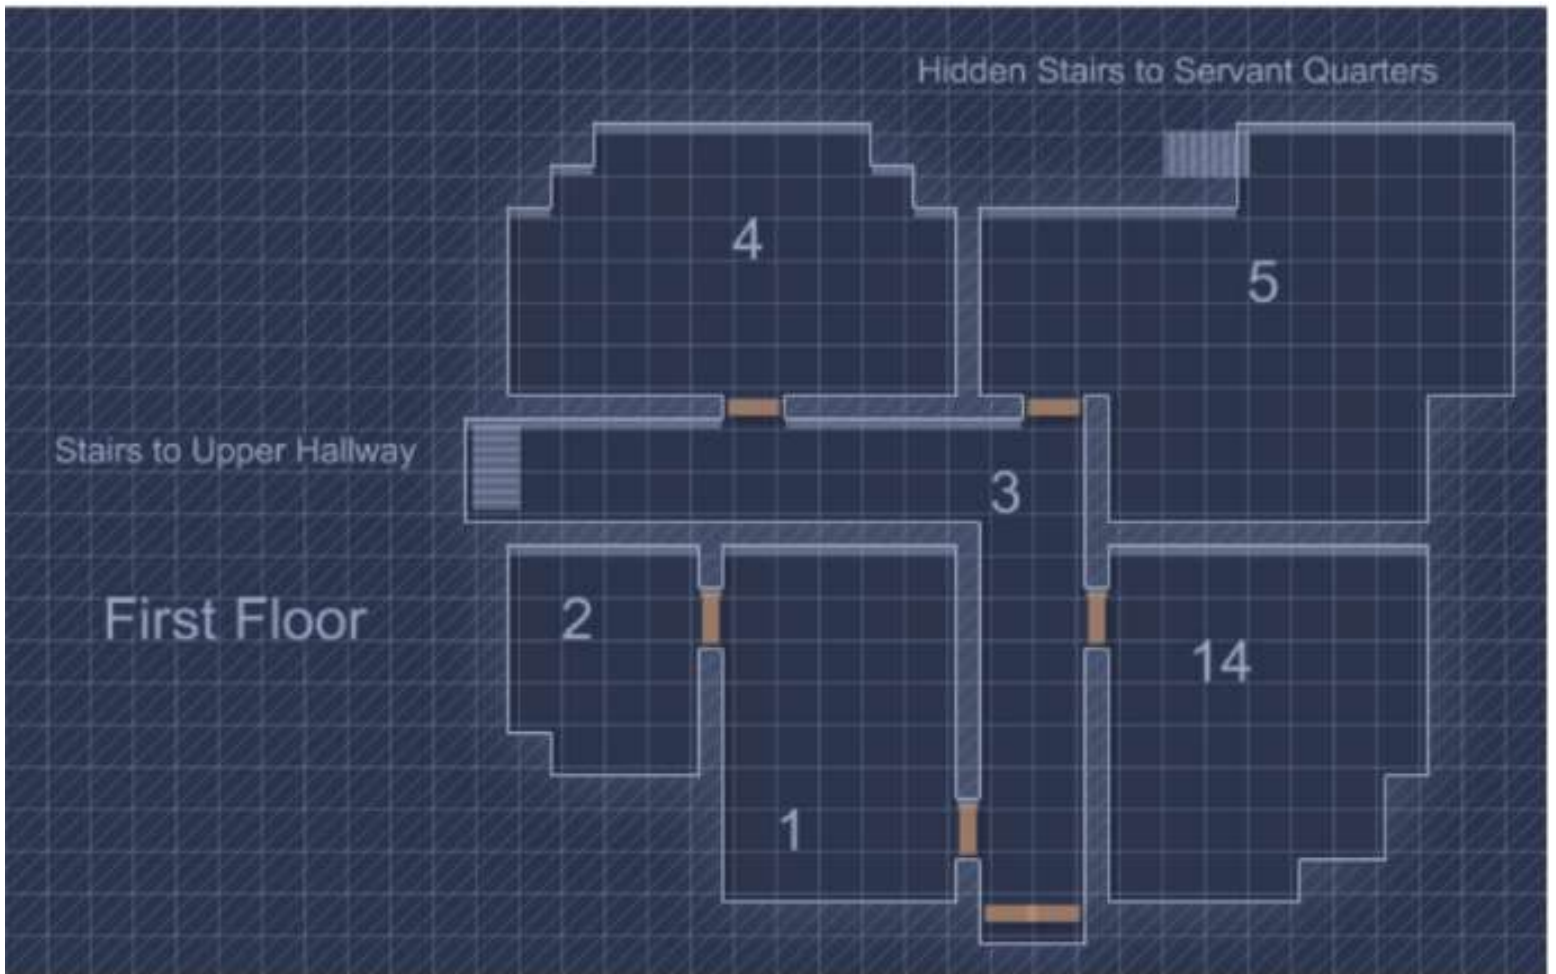 Hidden Stairs to Servant Quarters
4
5
Stairs to Upper Hallway
3
First Floor
2
14
1